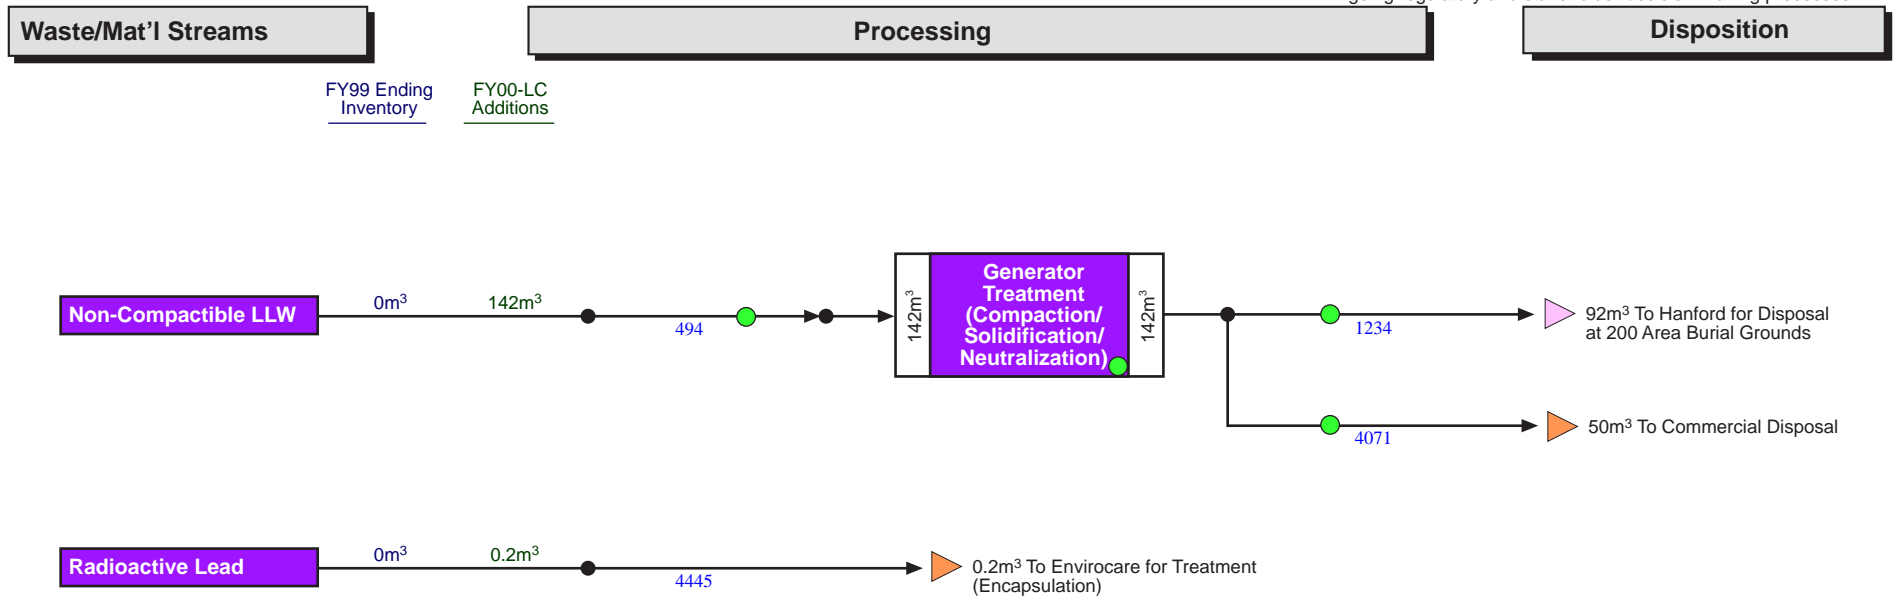 Waste/Mat'l Streams
Processing
Disposition
FY99 Ending
Inventory
FY00-LC
Additions
Non-Compactible LLW
0m³
142m³
494
142m³
Generator
Treatment
(Compaction/
Solidification/
Neutralization)
142m³
1234
92m³ To Hanford for Disposal
at 200 Area Burial Grounds
4071
50m³ To Commercial Disposal
Radioactive Lead
0m³
0.2m³
4445
0.2m³ To Envirocare for Treatment
(Encapsulation)